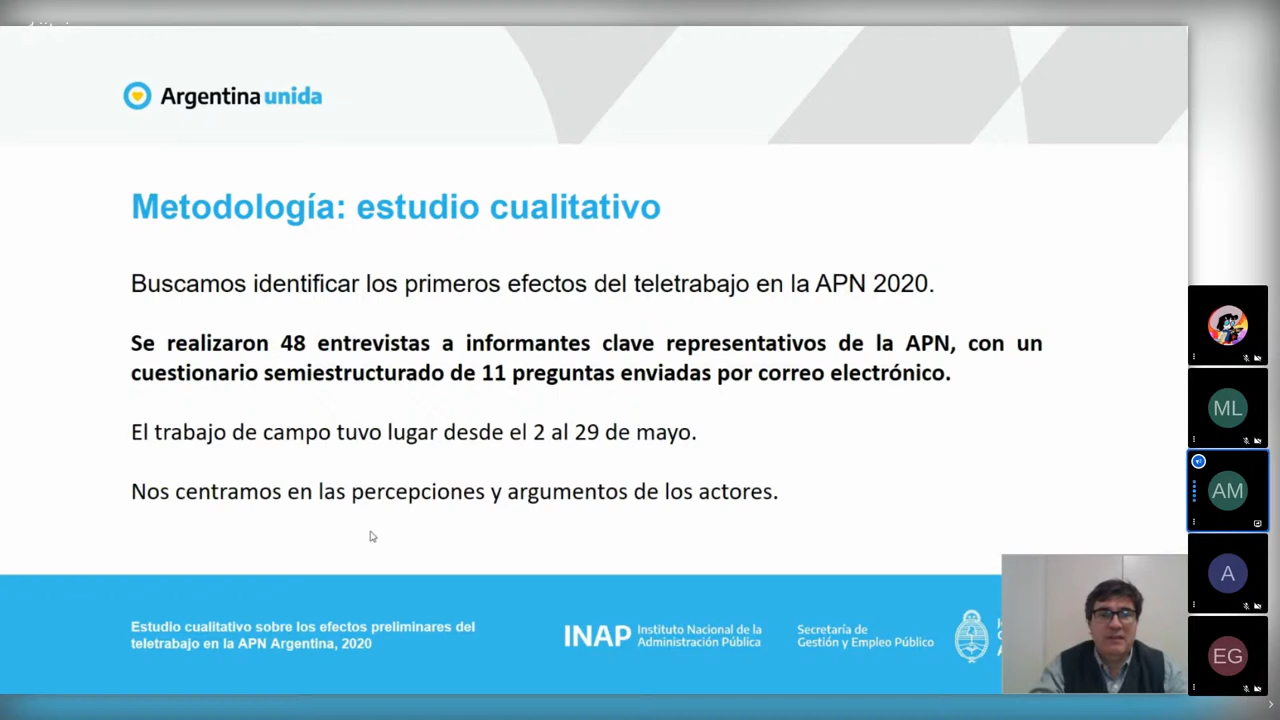 Argentina unida
Metodología: estudio cualitativo
Buscamos identificar los primeros efectos del teletrabajo en la APN 2020.
Se realizaron 48 entrevistas a informantes clave representativos de la APN, con un
cuestionario semiestructurado de 11 preguntas enviadas por correo electrónico.
El trabajo de campo tuvo lugar desde el 2 al 29 de mayo.
Nos centramos en las percepciones y argumentos de los actores.
Estudio cualitativo sobre los efectos preliminares del
teletrabajo en la APN Argentina, 2020
INAP
Instituto Nacional de la
Administración Pública
Secretaría de
Gestión y Empleo Público
ML
AM
A
EG